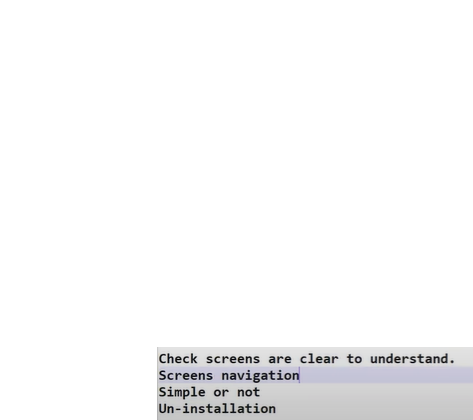 Check screens are clear to understand.
Screens navigation
Simple or not
Un-installation